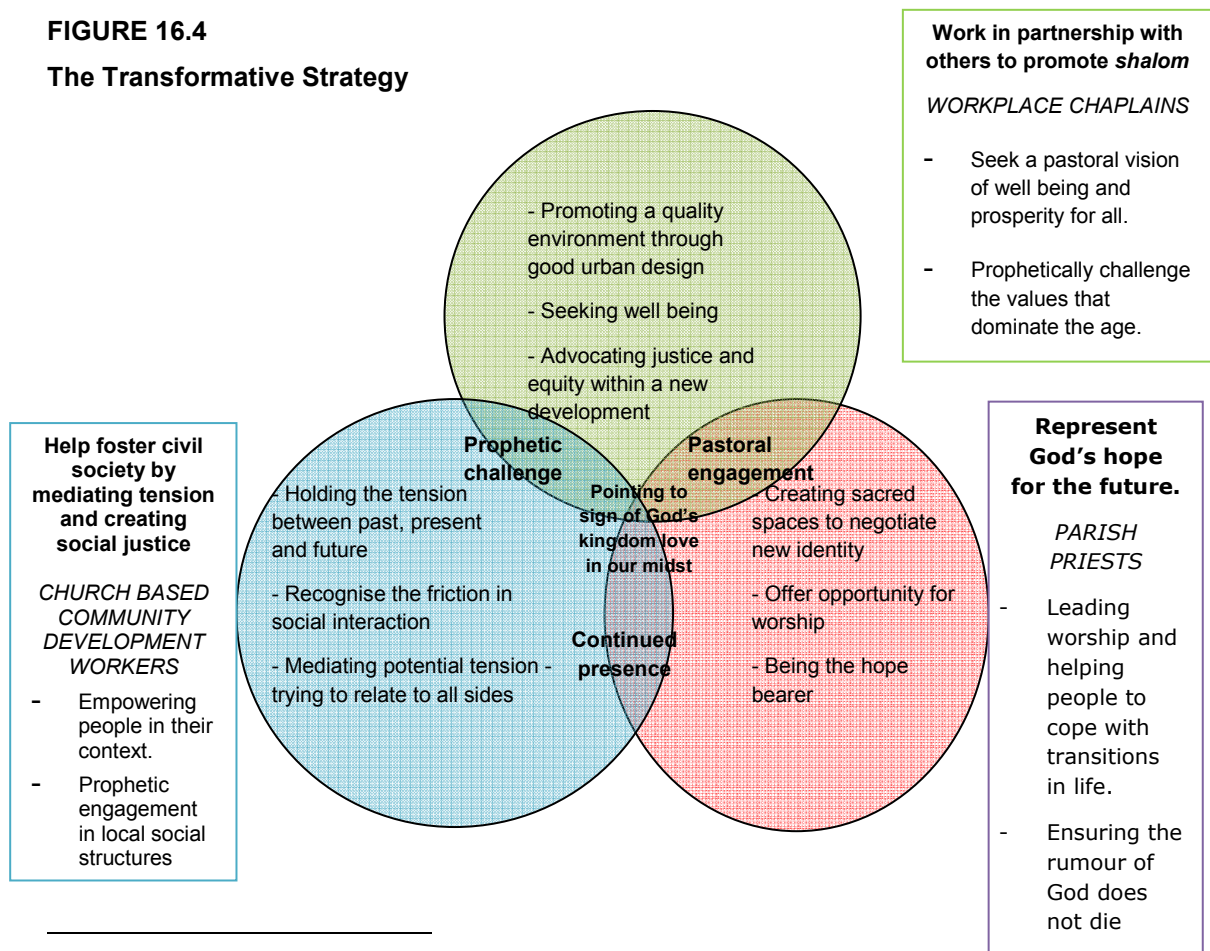 FIGURE 16.4
The Transformative Strategy
Work in partnership with
others to promote shalom
WORKPLACE CHAPLAINS
- Seek a pastoral vision
of well being and
prosperity for all.
- Prophetically challenge
the values that
dominate the age.
- Promoting a quality
environment through
good urban design
- Seeking well being
- Advocating justice and
equity within a new
development
Help foster civil
society by
mediating tension
and creating
social justice
CHURCH BASED
COMMUNITY
DEVELOPMENT
WORKERS
- Empowering
people in their
context.
- Prophetic
engagement
in local social
structures
Prophetic
challenge
- Holding the tension
between past, present
and future
- Recognise the friction in
social interaction
- Mediating potential tension -
trying to relate to all sides
Pastoral
engagement
Pointing to
sign of God's
kingdom love
in our midst
Continued
presence
- Creating sacred
spaces to negotiate
new identity
- Offer opportunity for
worship
- Being the hope
bearer
Represent
God's hope
for the future.
PARISH
PRIESTS
- Leading
worship and
helping
people to
cope with
transitions
in life.
- Ensuring the
rumour of
God does
not die